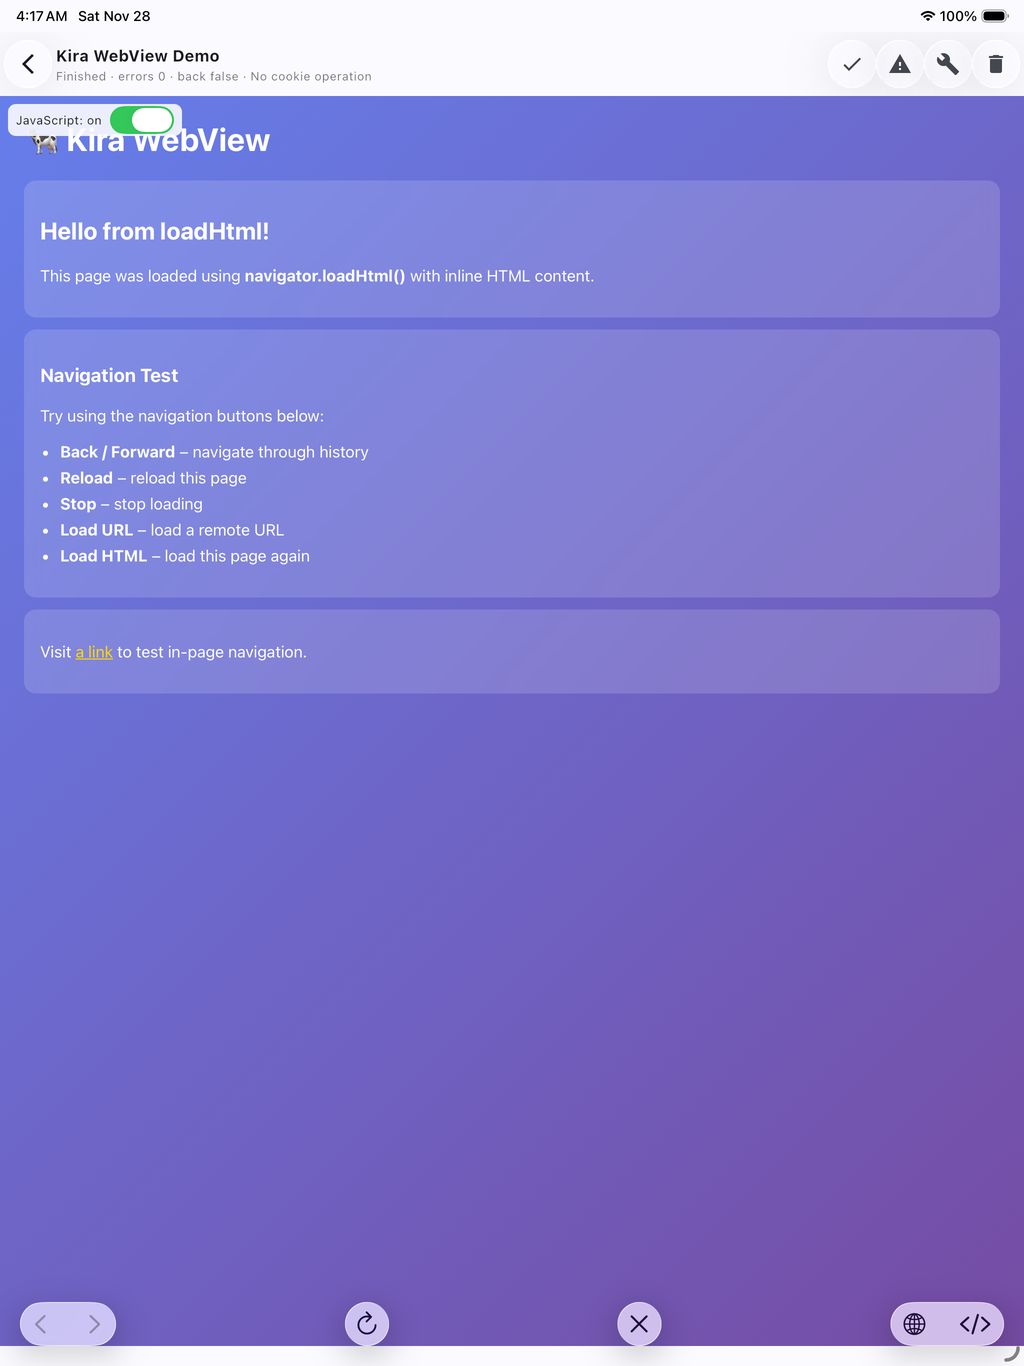 4:17 AM Sat Nov 28
100%
Kira WebView Demo
Finished · errors 0 · back false · No cookie operation
JavaScript: on
Kira WebView
Hello from loadHtml!
This page was loaded using navigator.loadHtml() with inline HTML content.
Navigation Test
Try using the navigation buttons below:
• Back / Forward – navigate through history
• Reload – reload this page
• Stop – stop loading
• Load URL – load a remote URL
• Load HTML – load this page again
Visit a link to test in-page navigation.